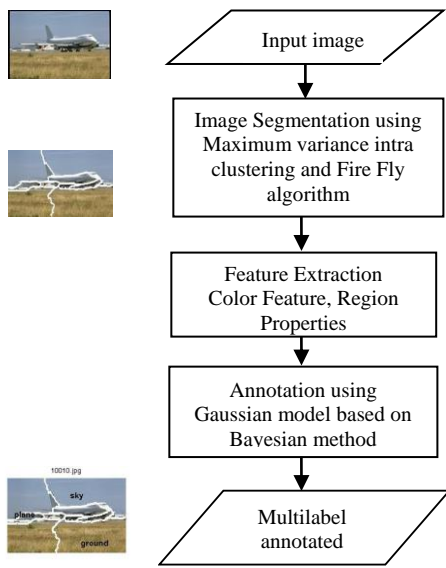 Input image
Image Segmentation using
Maximum variance intra
clustering and Fire Fly
algorithm
Feature Extraction
Color Feature, Region
Properties
Annotation using
Gaussian model based on
Bayesian method
10010.jpg
sky
plane
ground
Multilabel
annotated